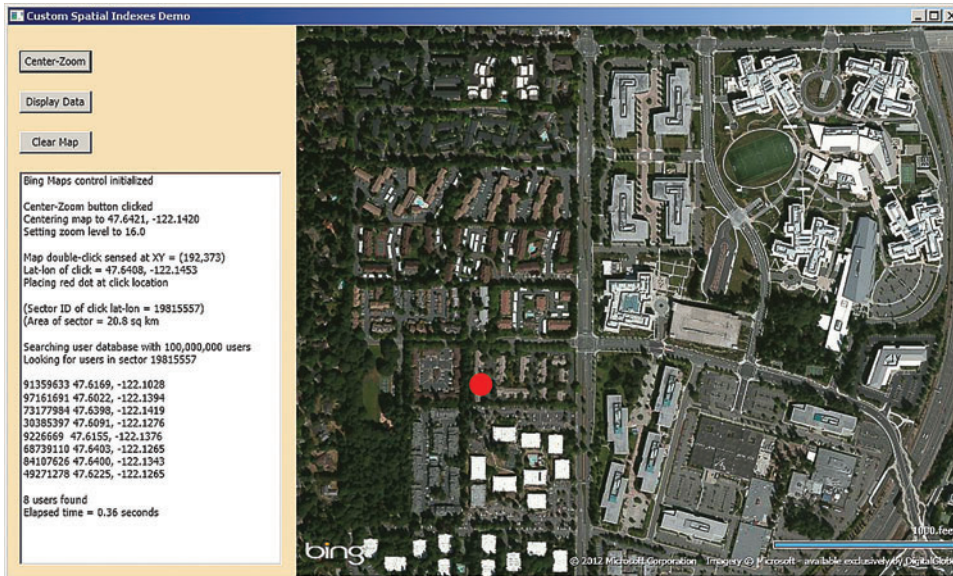 Custom Spatial Indexes Demo
Center-Zoom
Display Data
Clear Map
Bing Maps control initialized
Center-Zoom button clicked
Centering map to 47.6421, -122.1420
Setting zoom level to 16.0
Map double-click sensed at XY = (192,373)
Lat-lon of click = 47.6408, -122.1453
Placing red dot at click location
(Sector ID of click lat-lon = 19815557)
(Area of sector = 20.8 sq km
Searching user database with 100,000,000 users
Looking for users in sector 19815557
91359633 47.6169, -122.1028
97161691 47.6022, -122.1394
73177984 47.6398, -122.1419
30385397 47.6091, -122.1276
9226669 47.6155, -122.1376
68739110 47.6403, -122.1265
84107626 47.6400, -122.1343
49271278 47.6225, -122.1265
8 users found
Elapsed time = 0.36 seconds
1000 feet
bing
© 2012 Microsoft Corporation Imagery © Microsoft - available exclusively by DigitalGlobe